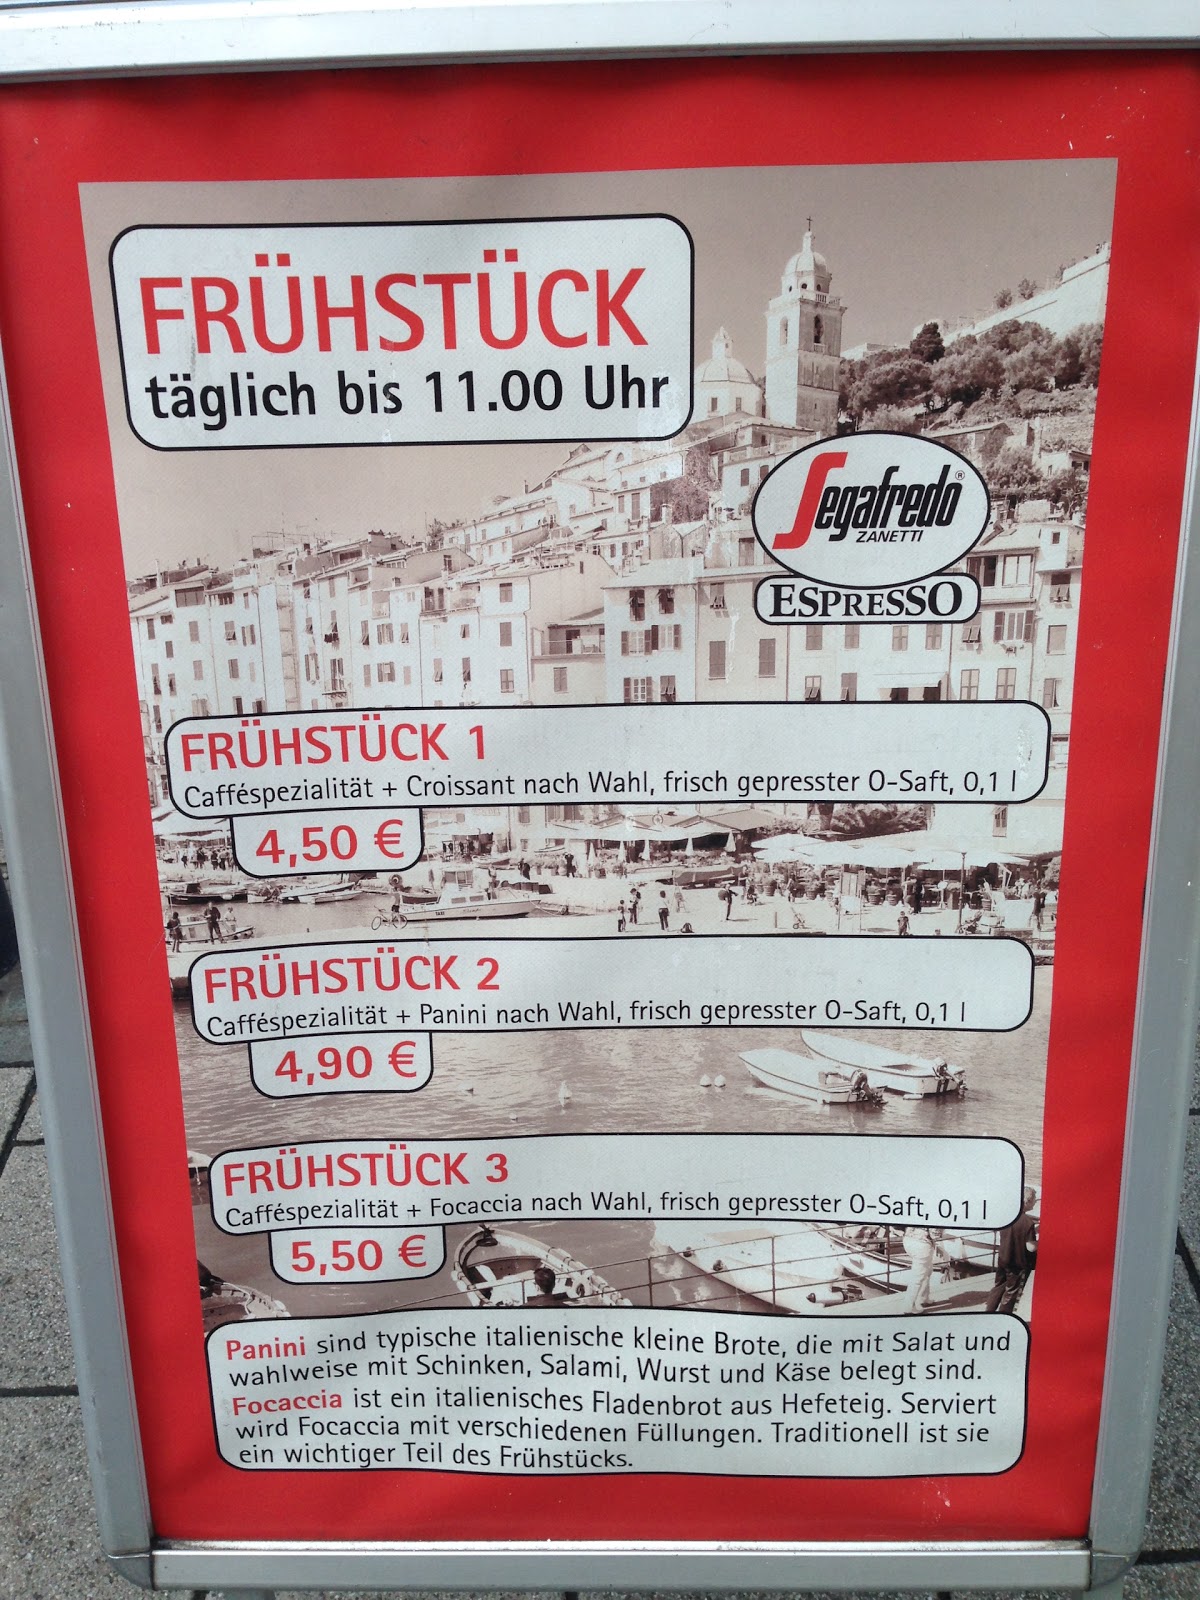 FRÜHSTÜCK
täglich bis 11.00 Uhr
Segafredo®
ZANETTI
ESPRESSO
FRÜHSTÜCK 1
Cafféspezialität + Croissant nach Wahl, frisch gepresster O-Saft, 0,1 l
4,50 €
FRÜHSTÜCK 2
Cafféspezialität + Panini nach Wahl, frisch gepresster O-Saft, 0,1 l
4,90 €
FRÜHSTÜCK 3
Cafféspezialität + Focaccia nach Wahl, frisch gepresster O-Saft, 0,1 l
5,50 €
Panini sind typische italienische kleine Brote, die mit Salat und
wahlweise mit Schinken, Salami, Wurst und Käse belegt sind.
Focaccia ist ein italienisches Fladenbrot aus Hefeteig. Serviert
wird Focaccia mit verschiedenen Füllungen. Traditionell ist sie
ein wichtiger Teil des Frühstücks.